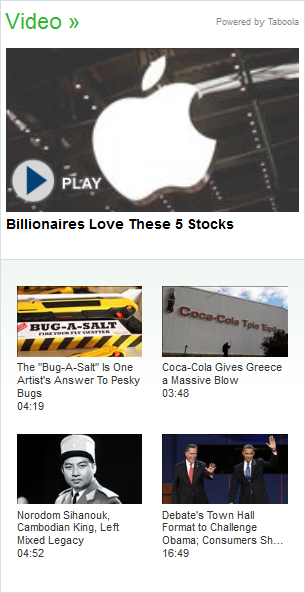 Video »
Powered by Taboola
PLAY
Billionaires Love These 5 Stocks
BUG-A-SALT
FIRE YOUR FLY SWATTER
Coca-Cola
The "Bug-A-Salt" Is One
Artist's Answer To Pesky
Bugs
04:19
Coca-Cola Gives Greece
a Massive Blow
03:48
Norodom Sihanouk,
Cambodian King, Left
Mixed Legacy
04:52
Debate's Town Hall
Format to Challenge
Obama; Consumers Sh...
16:49